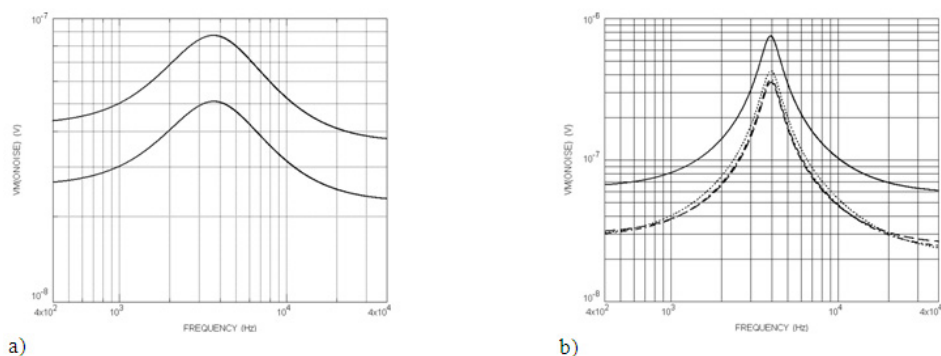 10⁻⁷
VM(ONOISE) (V)
10⁻⁸
4x10²
10³
10⁴
4x10⁴
FREQUENCY (Hz)
a)
10⁻⁶
10⁻⁷
VM(ONOISE) (V)
10⁻⁸
4x10²
10³
10⁴
4x10⁴
FREQUENCY (Hz)
b)